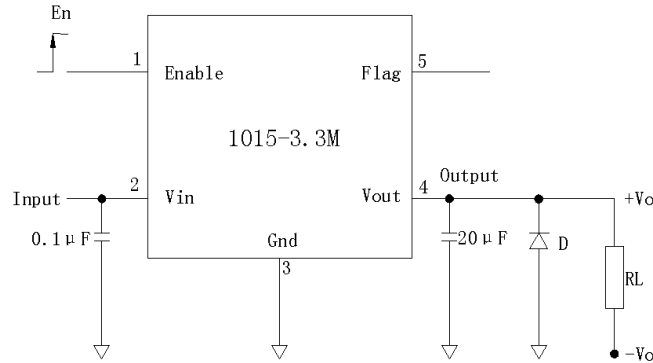 En
1
Enable
Flag
5
1015-3.3M
Input
2
Vin
Vout
4
Output
+Vo
0.1μF
Gnd
3
20μF
D
RL
-Vo